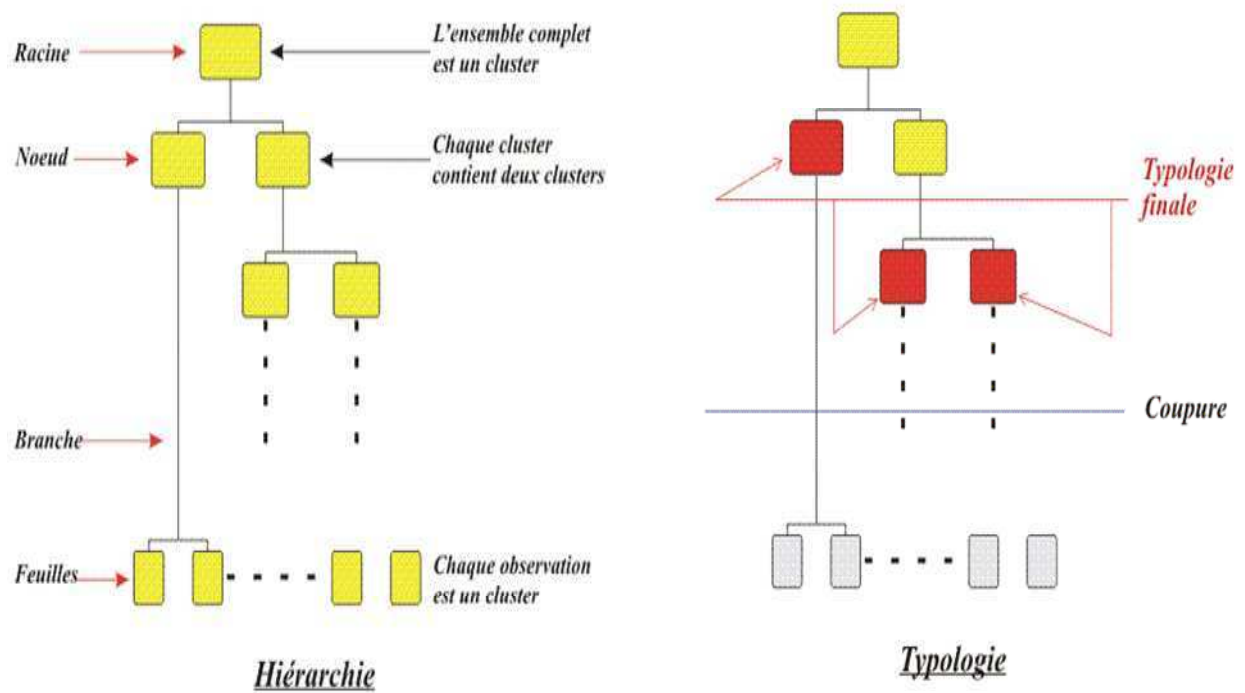 Racine
L'ensemble complet
est un cluster
Noeud
Chaque cluster
contient deux clusters
Branche
Feuilles
Chaque observation
est un cluster
Hiérarchie
Typologie
finale
Coupure
Typologie